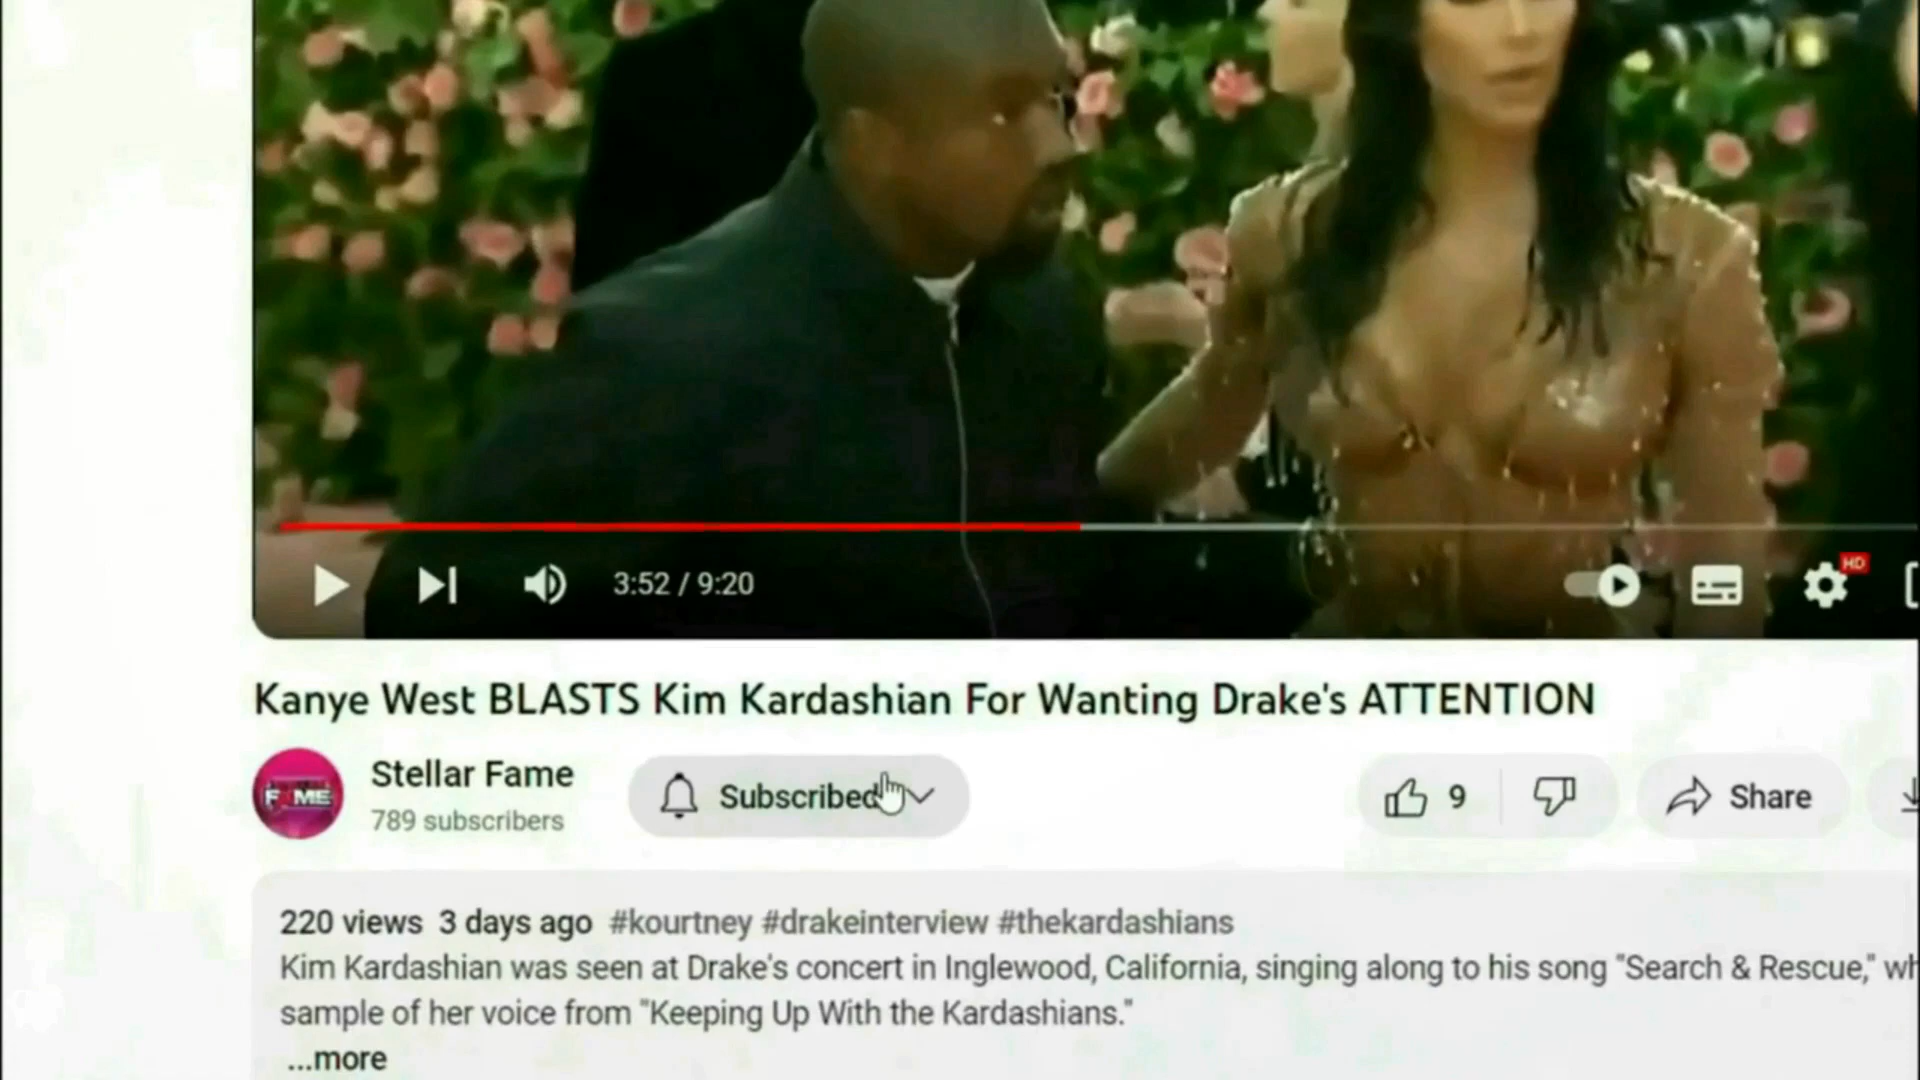 HD
3:52 / 9:20
Kanye West BLASTS Kim Kardashian For Wanting Drake's ATTENTION
Stellar Fame
789 subscribers
Subscribed
9
Share
220 views 3 days ago #kourtney #drakeinterview #thekardashians
Kim Kardashian was seen at Drake's concert in Inglewood, California, singing along to his song "Search & Rescue,"
sample of her voice from "Keeping Up With the Kardashians."
...more